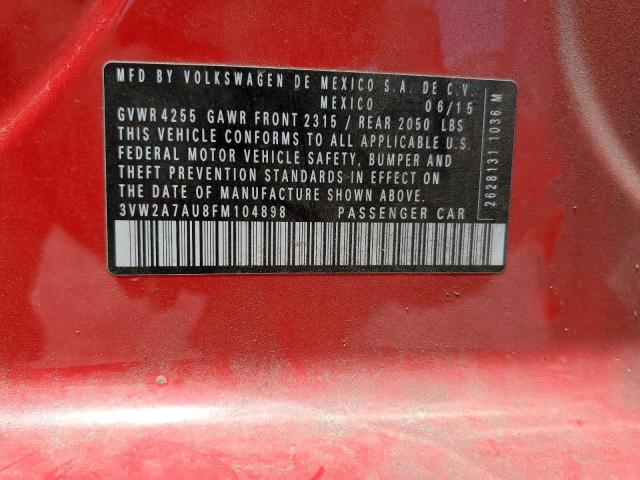 MFD BY VOLKSWAGEN DE MEXICO S.A. DE C.V.
MEXICO 06/15
GVWR 4255 GAWR FRONT 2315 / REAR 2050 LBS
THIS VEHICLE CONFORMS TO ALL APPLICABLE U.S.
FEDERAL MOTOR VEHICLE SAFETY, BUMPER AND
THEFT PREVENTION STANDARDS IN EFFECT ON
THE DATE OF MANUFACTURE SHOWN ABOVE.
3VW2A7AU8FM104898 PASSENGER CAR
2628131 1036 M